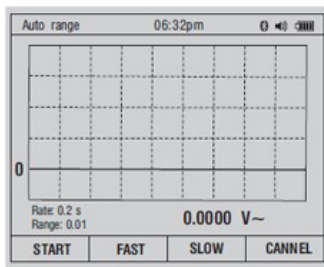 Auto range 06:32pm
0
Rate: 0.2 s
Range: 0.01
0.0000 V~
START FAST SLOW CANNEL